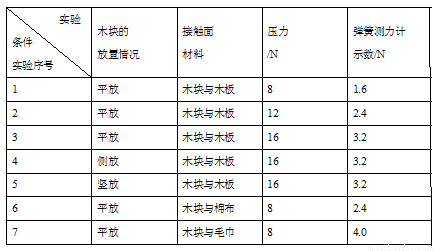 实验
条件
实验序号
木块的
放置情况
接触面
材料
压力
/N
弹簧测力计
示数/N
1 平放 木块与木板 8 1.6
2 平放 木块与木板 12 2.4
3 平放 木块与木板 16 3.2
4 侧放 木块与木板 16 3.2
5 竖放 木块与木板 16 3.2
6 平放 木块与棉布 8 2.4
7 平放 木块与毛巾 8 4.0